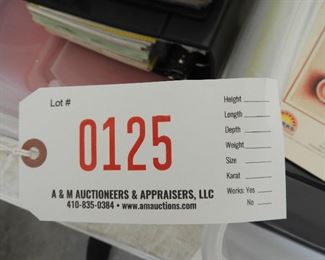 Lot #
0125
A & M AUCTIONEERS & APPRAISERS, LLC
410-835-0384 • www.amauctions.com
Height
Length
Depth
Weight
Size
Karat
Works: Yes
No